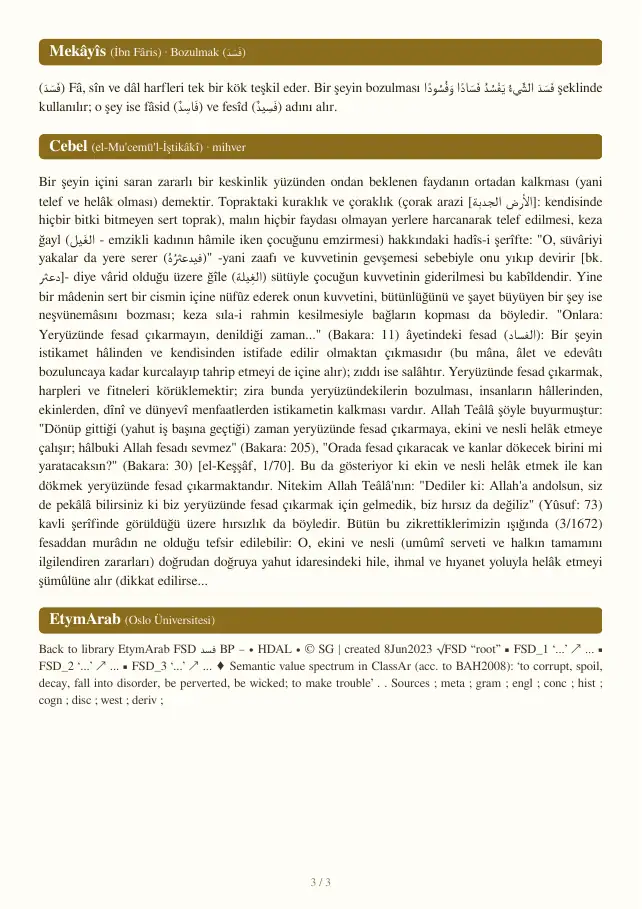 Mekâyîs (İbn Fâris) · Bozulmak (فَسَدَ)
(فَسَدَ) Fâ, sîn ve dâl harfleri tek bir kök teşkil eder. Bir şeyin bozulması فَسَدَ الشَّيءُ يَفْسُدُ فَسَادًا وَفُسُودًا şeklinde
kullanılır; o şey ise fâsid (فَاسِدٌ) ve fesîd (فَسِيدٌ) adını alır.
Cebel (el-Mu'cemü'l-İştikâkî) · mihver
Bir şeyin içini saran zararlı bir keskinlik yüzünden ondan beklenen faydanın ortadan kalkması (yani
telef ve helâk olması) demektir. Topraktaki kuraklık ve çoraklık (çorak arazi [الأرض الجدبة]: kendisinde
hiçbir bitki bitmeyen sert toprak), malın hiçbir faydası olmayan yerlere harcanarak telef edilmesi, keza
ğayl (الغَيل - emzikli kadının hâmile iken çocuğunu emzirmesi) hakkındaki hadîs-i şerîfte: "O, süvâriyi
yakalar da yere serer (فيدعثرُهُ)" -yani zaafı ve kuvvetinin gevşemesi sebebiyle onu yıkıp devirir [bk.
دعثر]- diye vârid olduğu üzere ğîle (الغِيلة) sütüyle çocuğun kuvvetinin giderilmesi bu kabîldendir. Yine
bir mâdenin sert bir cismin içine nüfûz ederek onun kuvvetini, bütünlüğünü ve şayet büyüyen bir şey ise
neşvünemâsını bozması; keza sıla-i rahmin kesilmesiyle bağların kopması da böyledir. "Onlara:
Yeryüzünde fesad çıkarmayın, denildiği zaman..." (Bakara: 11) âyetindeki fesad (الفساد): Bir şeyin
istikamet hâlinden ve kendisinden istifade edilir olmaktan çıkmasıdır (bu mâna, âlet ve edevâtı
bozuluncaya kadar kurcalayıp tahrip etmeyi de içine alır); zıddı ise salâhtır. Yeryüzünde fesad çıkarmak,
harpleri ve fitneleri körüklemektir; zira bunda yeryüzündekilerin bozulması, insanların hâllerinden,
ekinlerden, dînî ve dünyevî menfaatlerden istikametin kalkması vardır. Allah Teâlâ şöyle buyurmuştur:
"Dönüp gittiği (yahut iş başına geçtiği) zaman yeryüzünde fesad çıkarmaya, ekini ve nesli helâk etmeye
çalışır; hâlbuki Allah fesadı sevmez" (Bakara: 205), "Orada fesad çıkaracak ve kanlar dökecek birini mi
yaratacaksın?" (Bakara: 30) [el-Keşşâf, 1/70]. Bu da gösteriyor ki ekin ve nesli helâk etmek ile kan
dökmek yeryüzünde fesad çıkarmaktandır. Nitekim Allah Teâlâ'nın: "Dediler ki: Allah'a andolsun, siz
de pekâlâ bilirsiniz ki biz yeryüzünde fesad çıkarmak için gelmedik, biz hırsız da değiliz" (Yûsuf: 73)
kavli şerîfinde görüldüğü üzere hırsızlık da böyledir. Bütün bu zikrettiklerimizin ışığında (3/1672)
fesaddan murâdın ne olduğu tefsir edilebilir: O, ekini ve nesli (umûmî serveti ve halkın tamamını
ilgilendiren zararları) doğrudan doğruya yahut idaresindeki hile, ihmal ve hıyanet yoluyla helâk etmeyi
şümûlüne alır (dikkat edilirse...
EtymArab (Oslo Üniversitesi)
Back to library EtymArab FSD فسد BP – • HDAL • © SG | created 8Jun2023 √FSD “root” ▪ FSD_1 ‘...’ ↗ ... ▪
FSD_2 ‘...’ ↗ ... ▪ FSD_3 ‘...’ ↗ ... ♦ Semantic value spectrum in ClassAr (acc. to BAH2008): ‘to corrupt, spoil,
decay, fall into disorder, be perverted, be wicked; to make trouble’ . . Sources ; meta ; gram ; engl ; conc ; hist ;
cogn ; disc ; west ; deriv ;
3 / 3